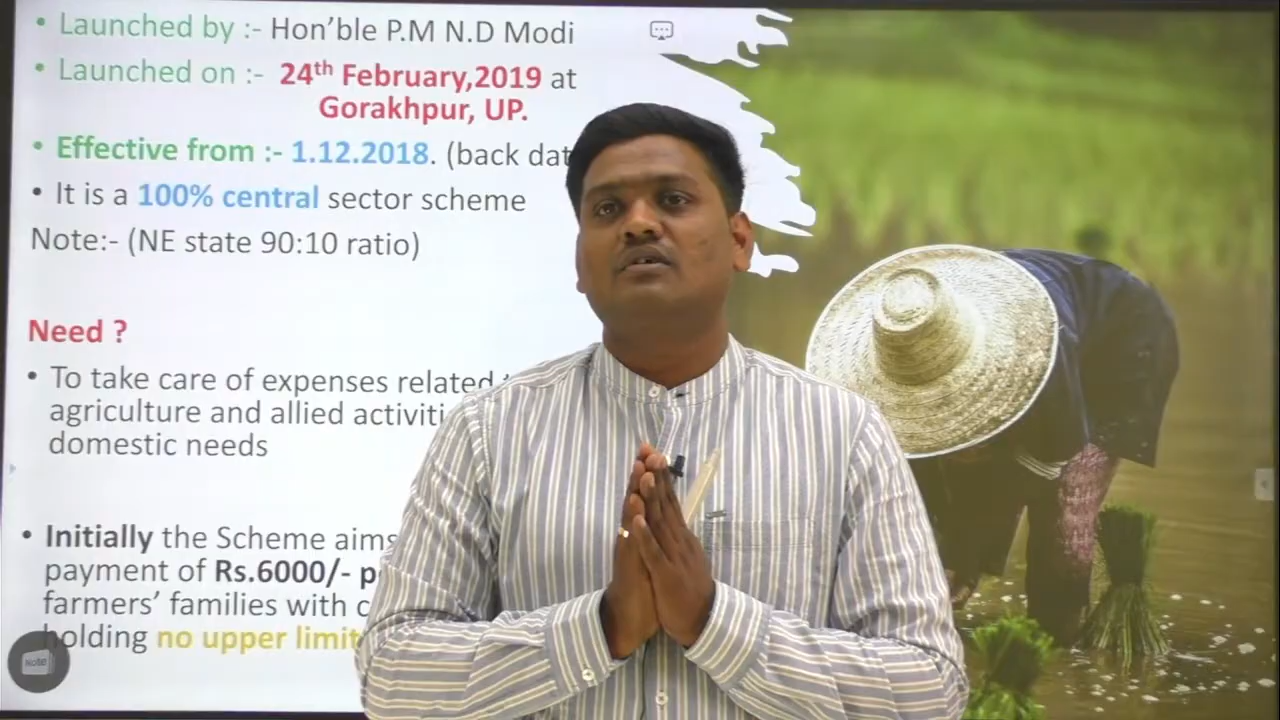 • Launched by :- Hon’ble P.M N.D Modi
• Launched on :- 24th February,2019 at
Gorakhpur, UP.
• Effective from :- 1.12.2018. (back dat
• It is a 100% central sector scheme
Note:- (NE state 90:10 ratio)
Need ?
• To take care of expenses related
agriculture and allied activiti
domestic needs
• Initially the Scheme aims
payment of Rs.6000/- p
farmers’ families with c
holding no upper limit
Note